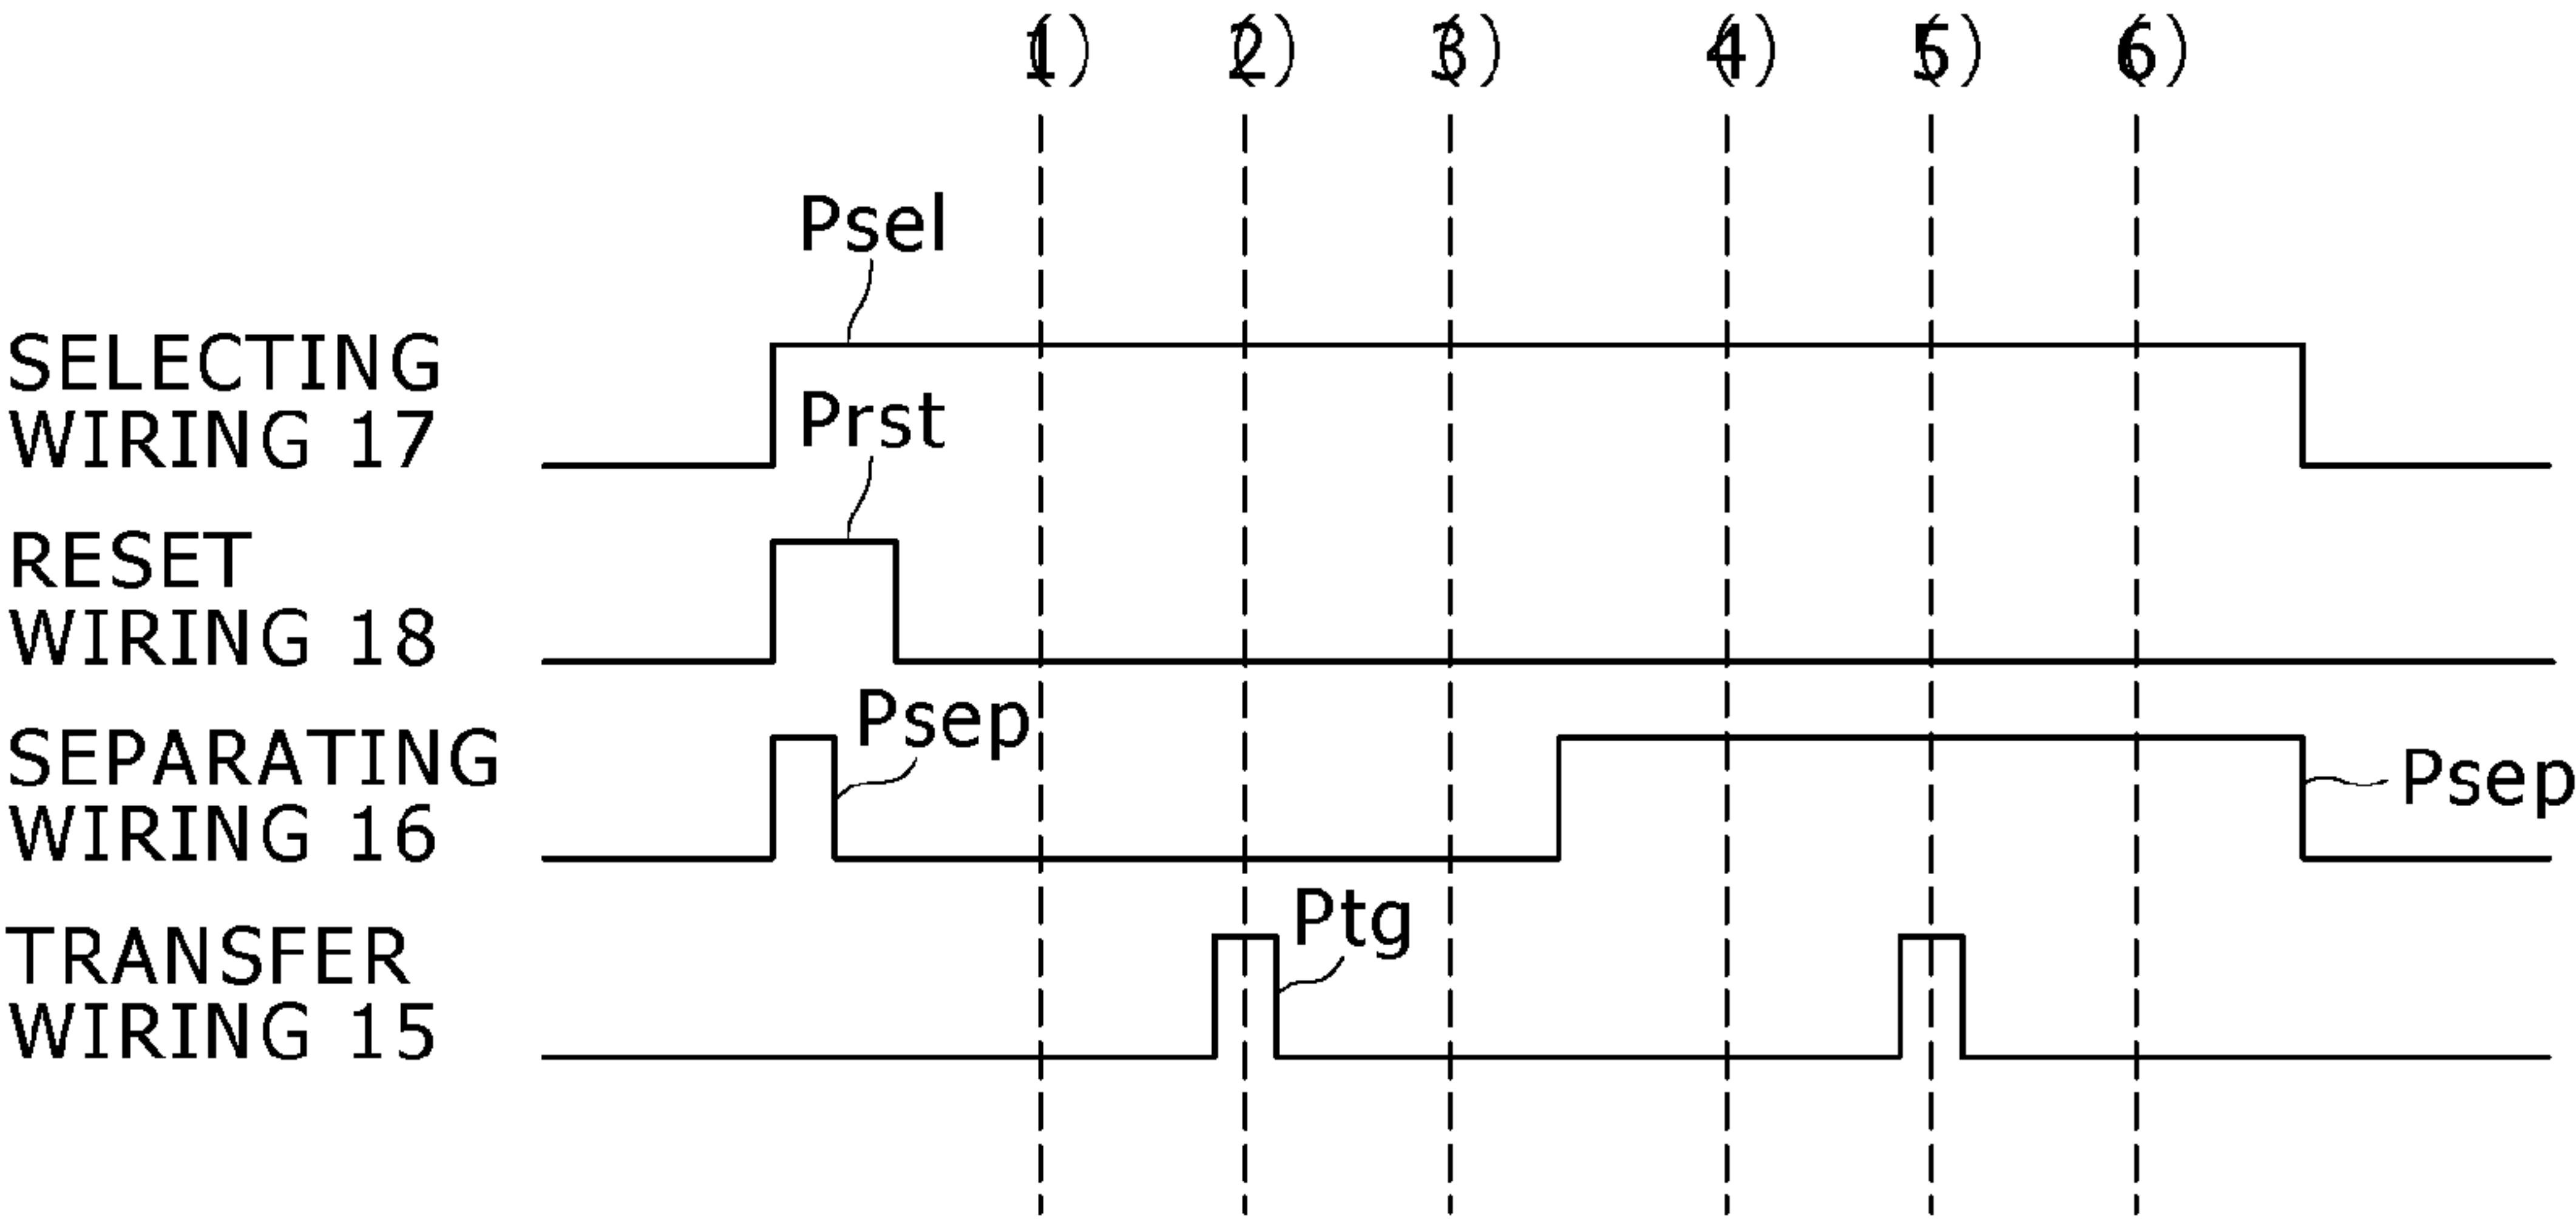 (1) (2) (3) (4) (5) (6)
Psel
SELECTING
WIRING 17
Prst
RESET
WIRING 18
Psep
SEPARATING
WIRING 16
Psep
Ptg
TRANSFER
WIRING 15